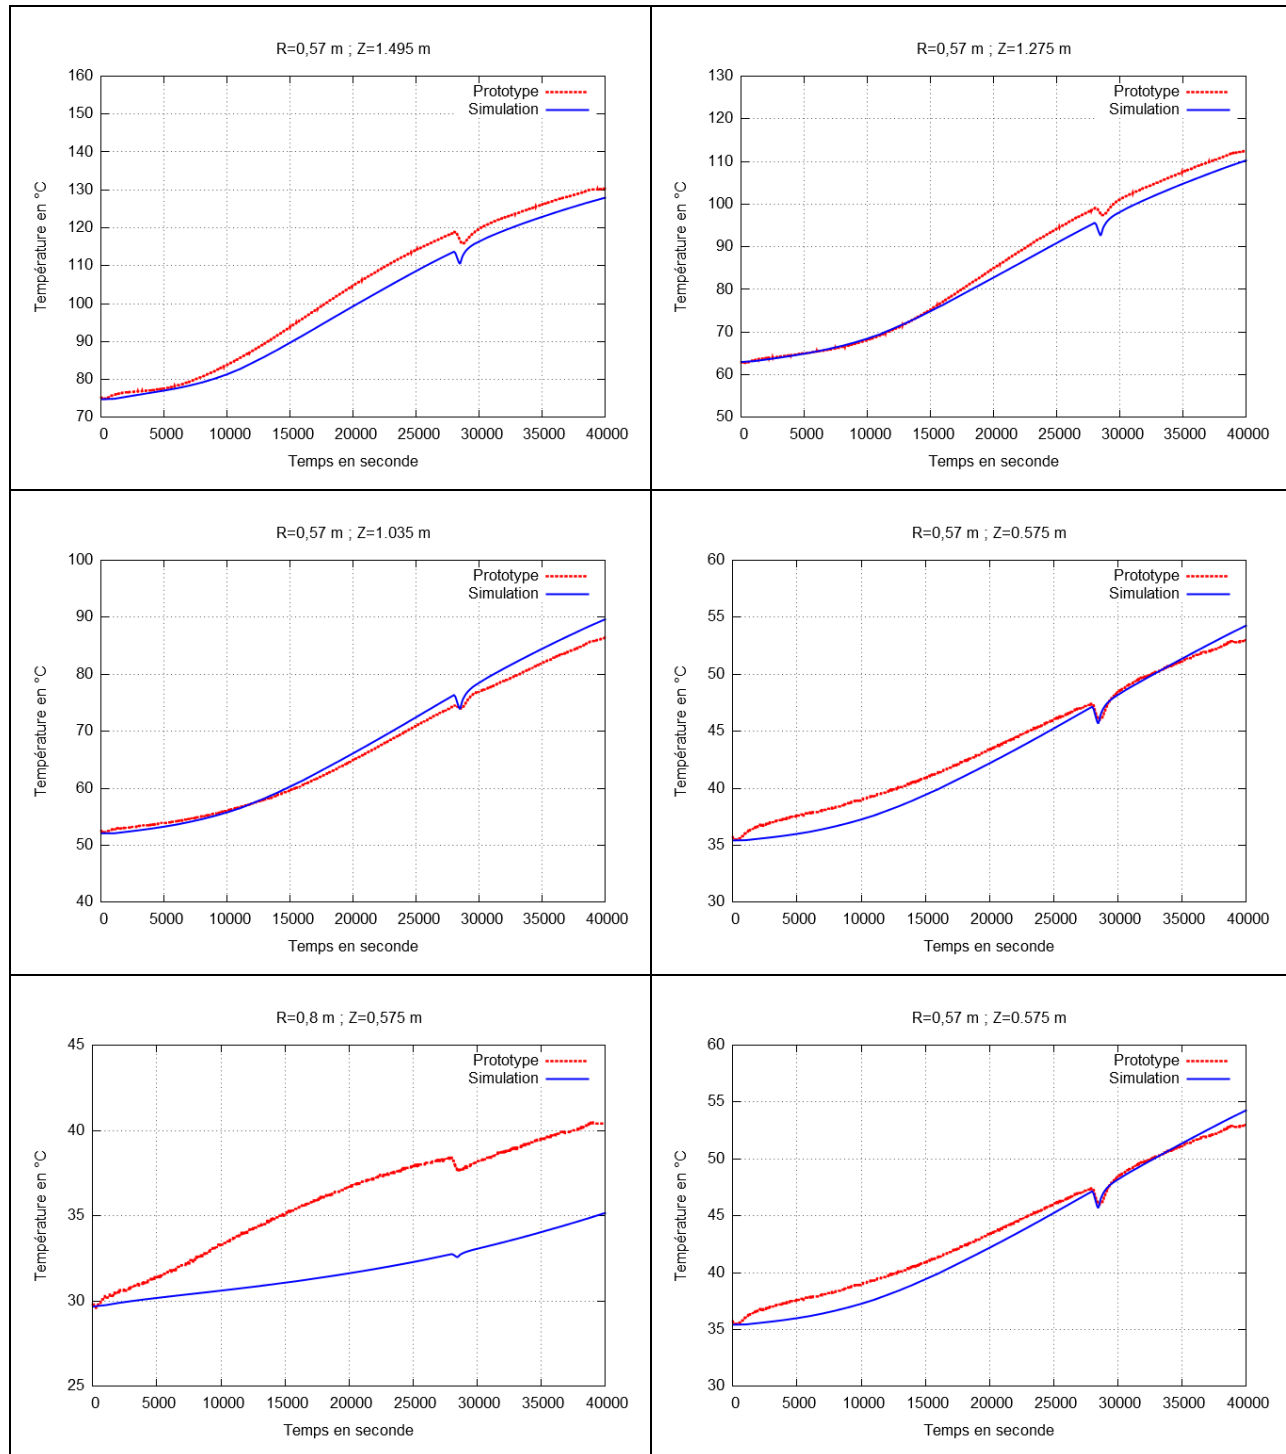 R=0,57 m ; Z=1.495 m
160
150
140
130
120
110
100
90
80
70
Température en °C
Prototype
Simulation
0 5000 10000 15000 20000 25000 30000 35000 40000
Temps en seconde
R=0,57 m ; Z=1.275 m
130
120
110
100
90
80
70
60
50
Température en °C
Prototype
Simulation
0 5000 10000 15000 20000 25000 30000 35000 40000
Temps en seconde
R=0,57 m ; Z=1.035 m
100
90
80
70
60
50
40
Température en °C
Prototype
Simulation
0 5000 10000 15000 20000 25000 30000 35000 40000
Temps en seconde
R=0,57 m ; Z=0.575 m
60
55
50
45
40
35
30
Température en °C
Prototype
Simulation
0 5000 10000 15000 20000 25000 30000 35000 40000
Temps en seconde
R=0,8 m ; Z=0,575 m
45
40
35
30
25
Température en °C
Prototype
Simulation
0 5000 10000 15000 20000 25000 30000 35000 40000
Temps en seconde
R=0,57 m ; Z=0.575 m
60
55
50
45
40
35
30
Température en °C
Prototype
Simulation
0 5000 10000 15000 20000 25000 30000 35000 40000
Temps en seconde